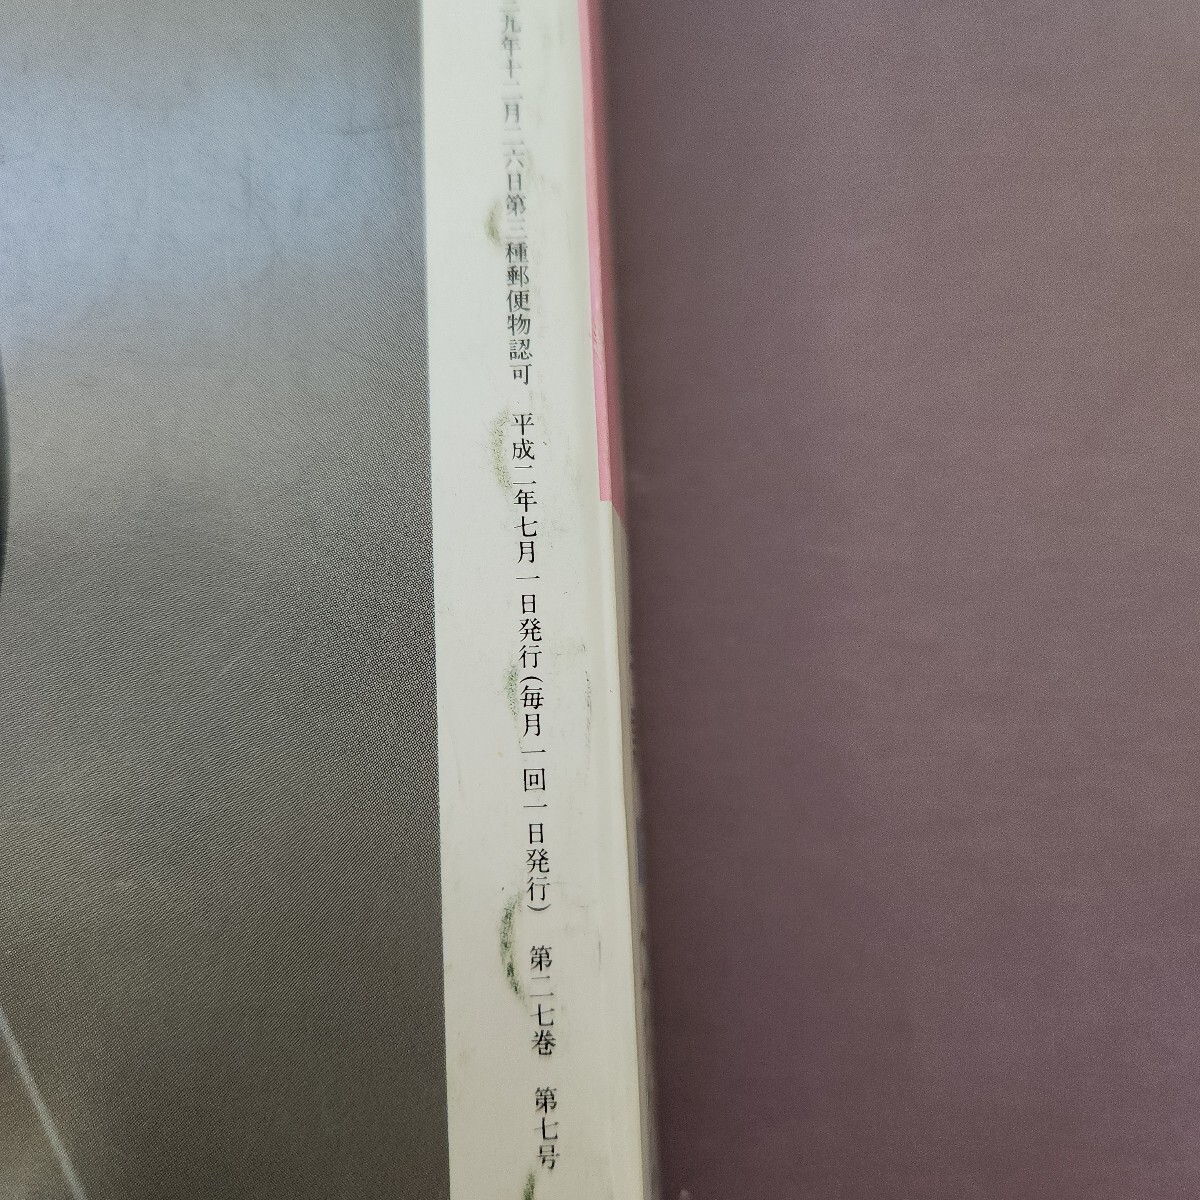 九年十二月二六日第三種郵便物認可 平成二年七月一日発行(毎月一回一日発行) 第二七巻 第七号